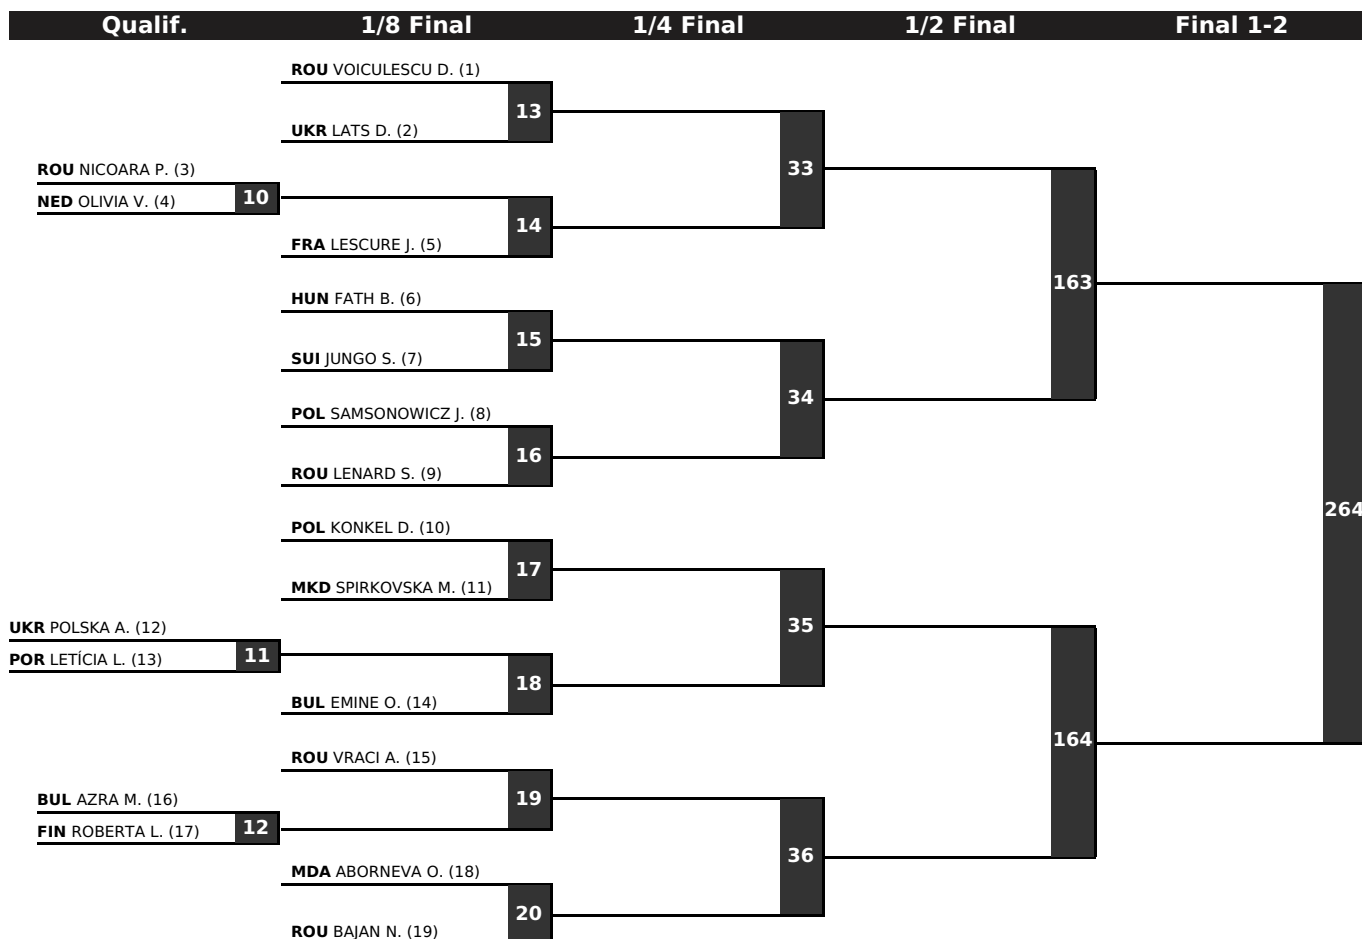 Qualif. 1/8 Final 1/4 Final 1/2 Final Final 1-2
ROU VOICULESCU D. (1)
13
UKR LATS D. (2)
ROU NICOARA P. (3)
33
NED OLIVIA V. (4)
10
14
FRA LESCURE J. (5)
163
HUN FATH B. (6)
15
SUI JUNGO S. (7)
34
POL SAMSONOWICZ J. (8)
16
ROU LENARD S. (9)
264
POL KONKEL D. (10)
17
MKD SPIRKOVSKA M. (11)
UKR POLSKA A. (12)
35
POR LETÍCIA L. (13)
11
18
BUL EMINE O. (14)
164
ROU VRACI A. (15)
BUL AZRA M. (16)
19
FIN ROBERTA L. (17)
12
36
MDA ABORNEVA O. (18)
20
ROU BAJAN N. (19)